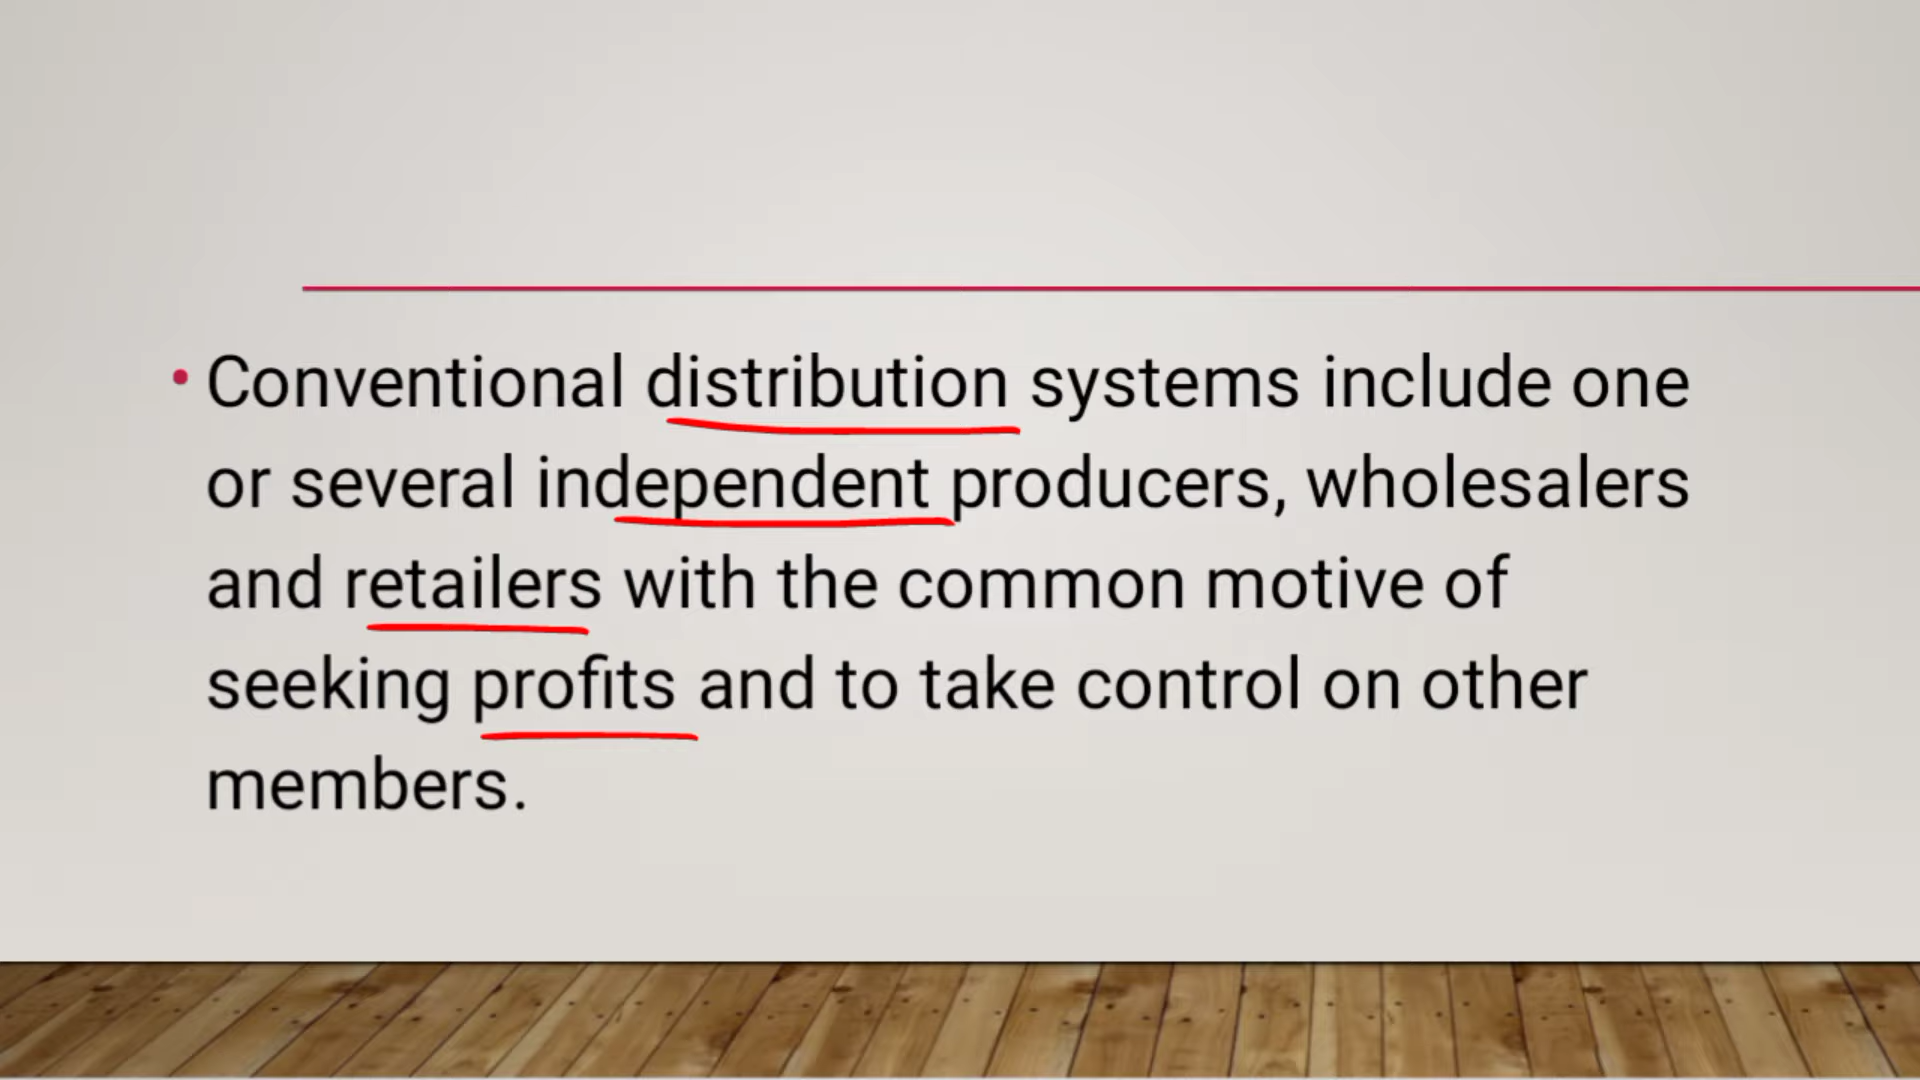 • Conventional distribution systems include one
or several independent producers, wholesalers
and retailers with the common motive of
seeking profits and to take control on other
members.